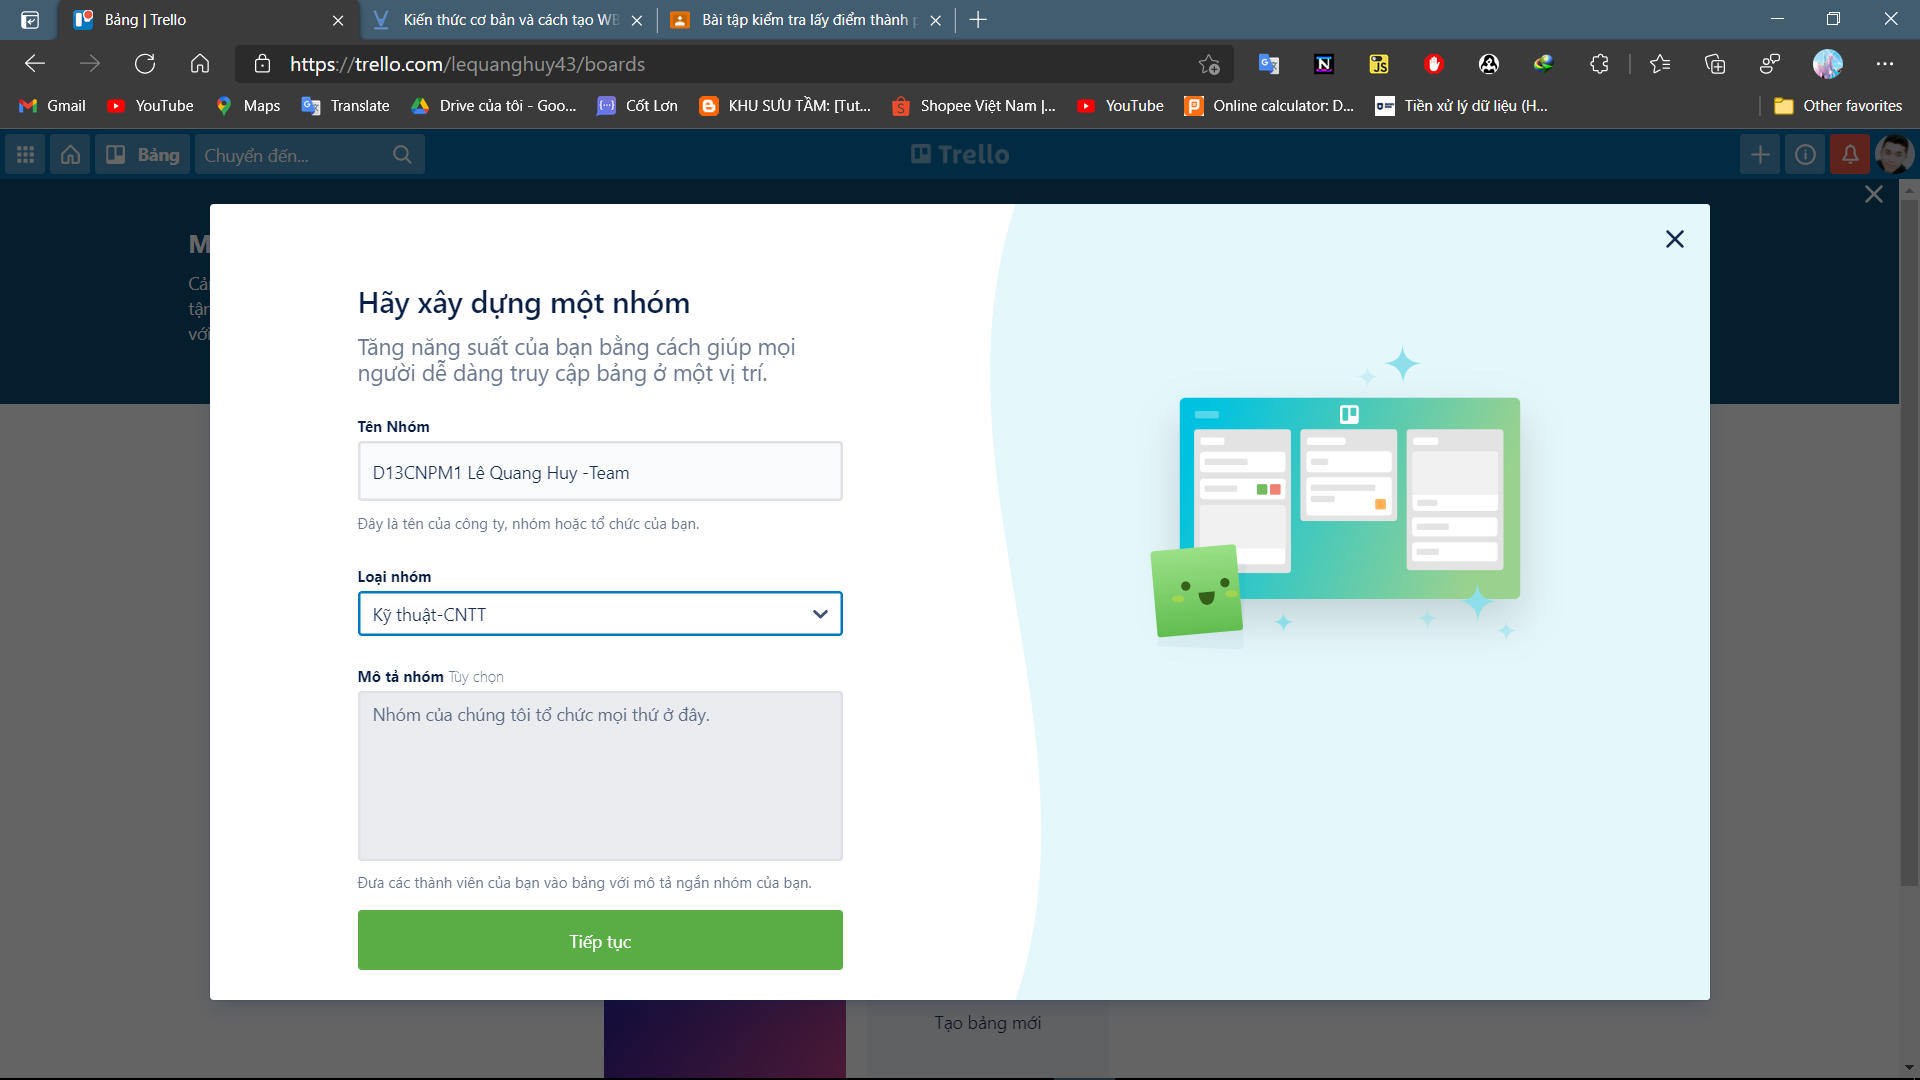 Bảng | Trello
Kiến thức cơ bản và cách tạo WB
Bài tập kiểm tra lấy điểm thành p
https://trello.com/lequanghuy43/boards
Gmail
YouTube
Maps
Translate
Drive của tôi - Goo...
Cốt Lơn
KHU SƯU TẦM: [Tut...
Shopee Việt Nam |...
YouTube
Online calculator: D...
Tiền xử lý dữ liệu (H...
Other favorites
Bảng
Chuyển đến...
Trello
M
Cải
tận
với
Hãy xây dựng một nhóm
Tăng năng suất của bạn bằng cách giúp mọi
người dễ dàng truy cập bảng ở một vị trí.
Tên Nhóm
D13CNPM1 Lê Quang Huy -Team
Đây là tên của công ty, nhóm hoặc tổ chức của bạn.
Loại nhóm
Kỹ thuật-CNTT
Mô tả nhóm Tùy chọn
Nhóm của chúng tôi tổ chức mọi thứ ở đây.
Đưa các thành viên của bạn vào bảng với mô tả ngắn nhóm của bạn.
Tiếp tục
Tạo bảng mới